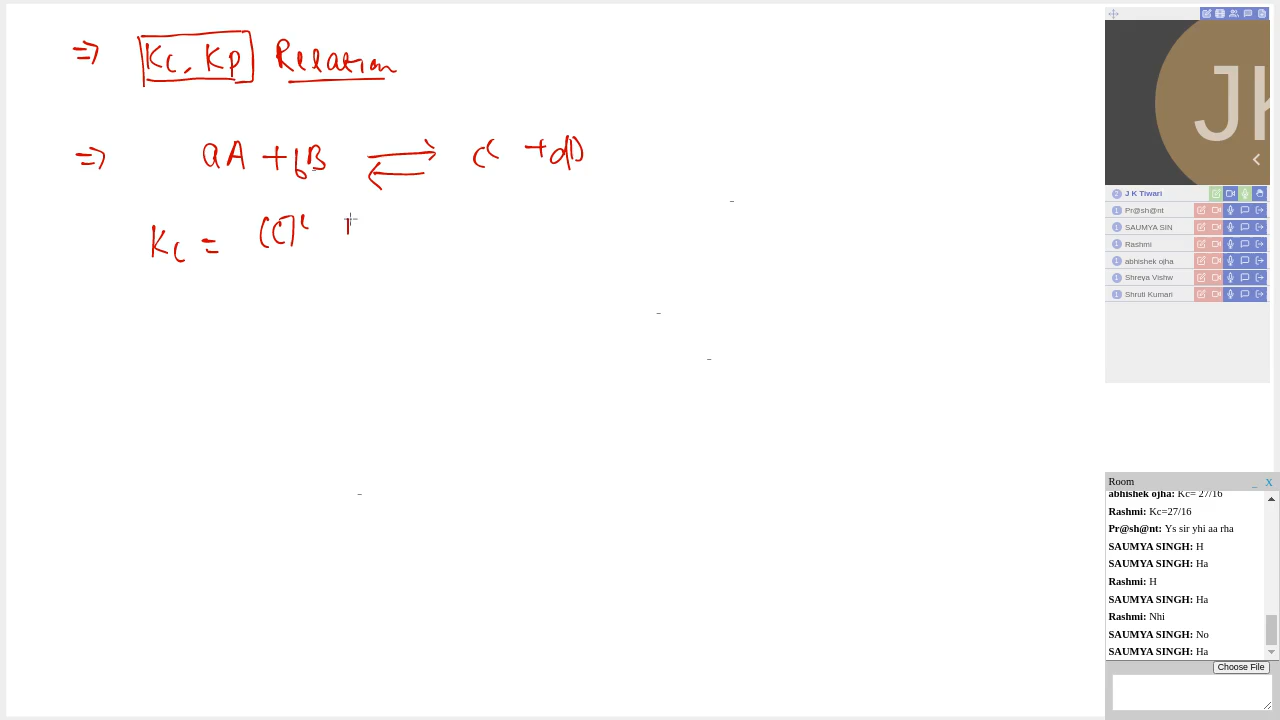 ⇒ Kc, Kp Relation
⇒ aA + bB ⇌ cC + dD
Kc = [C]^c
JK
J K Tiwari
Pr@sh@nt
SAUMYA SIN
Rashmi
abhishek ojha
Shreya Vishw
Shruti Kumari
Room _ X
abhishek ojha: Kc= 27/16
Rashmi: Kc=27/16
Pr@sh@nt: Ys sir yhi aa rha
SAUMYA SINGH: H
SAUMYA SINGH: Ha
Rashmi: H
SAUMYA SINGH: Ha
Rashmi: Nhi
SAUMYA SINGH: No
SAUMYA SINGH: Ha
Choose File